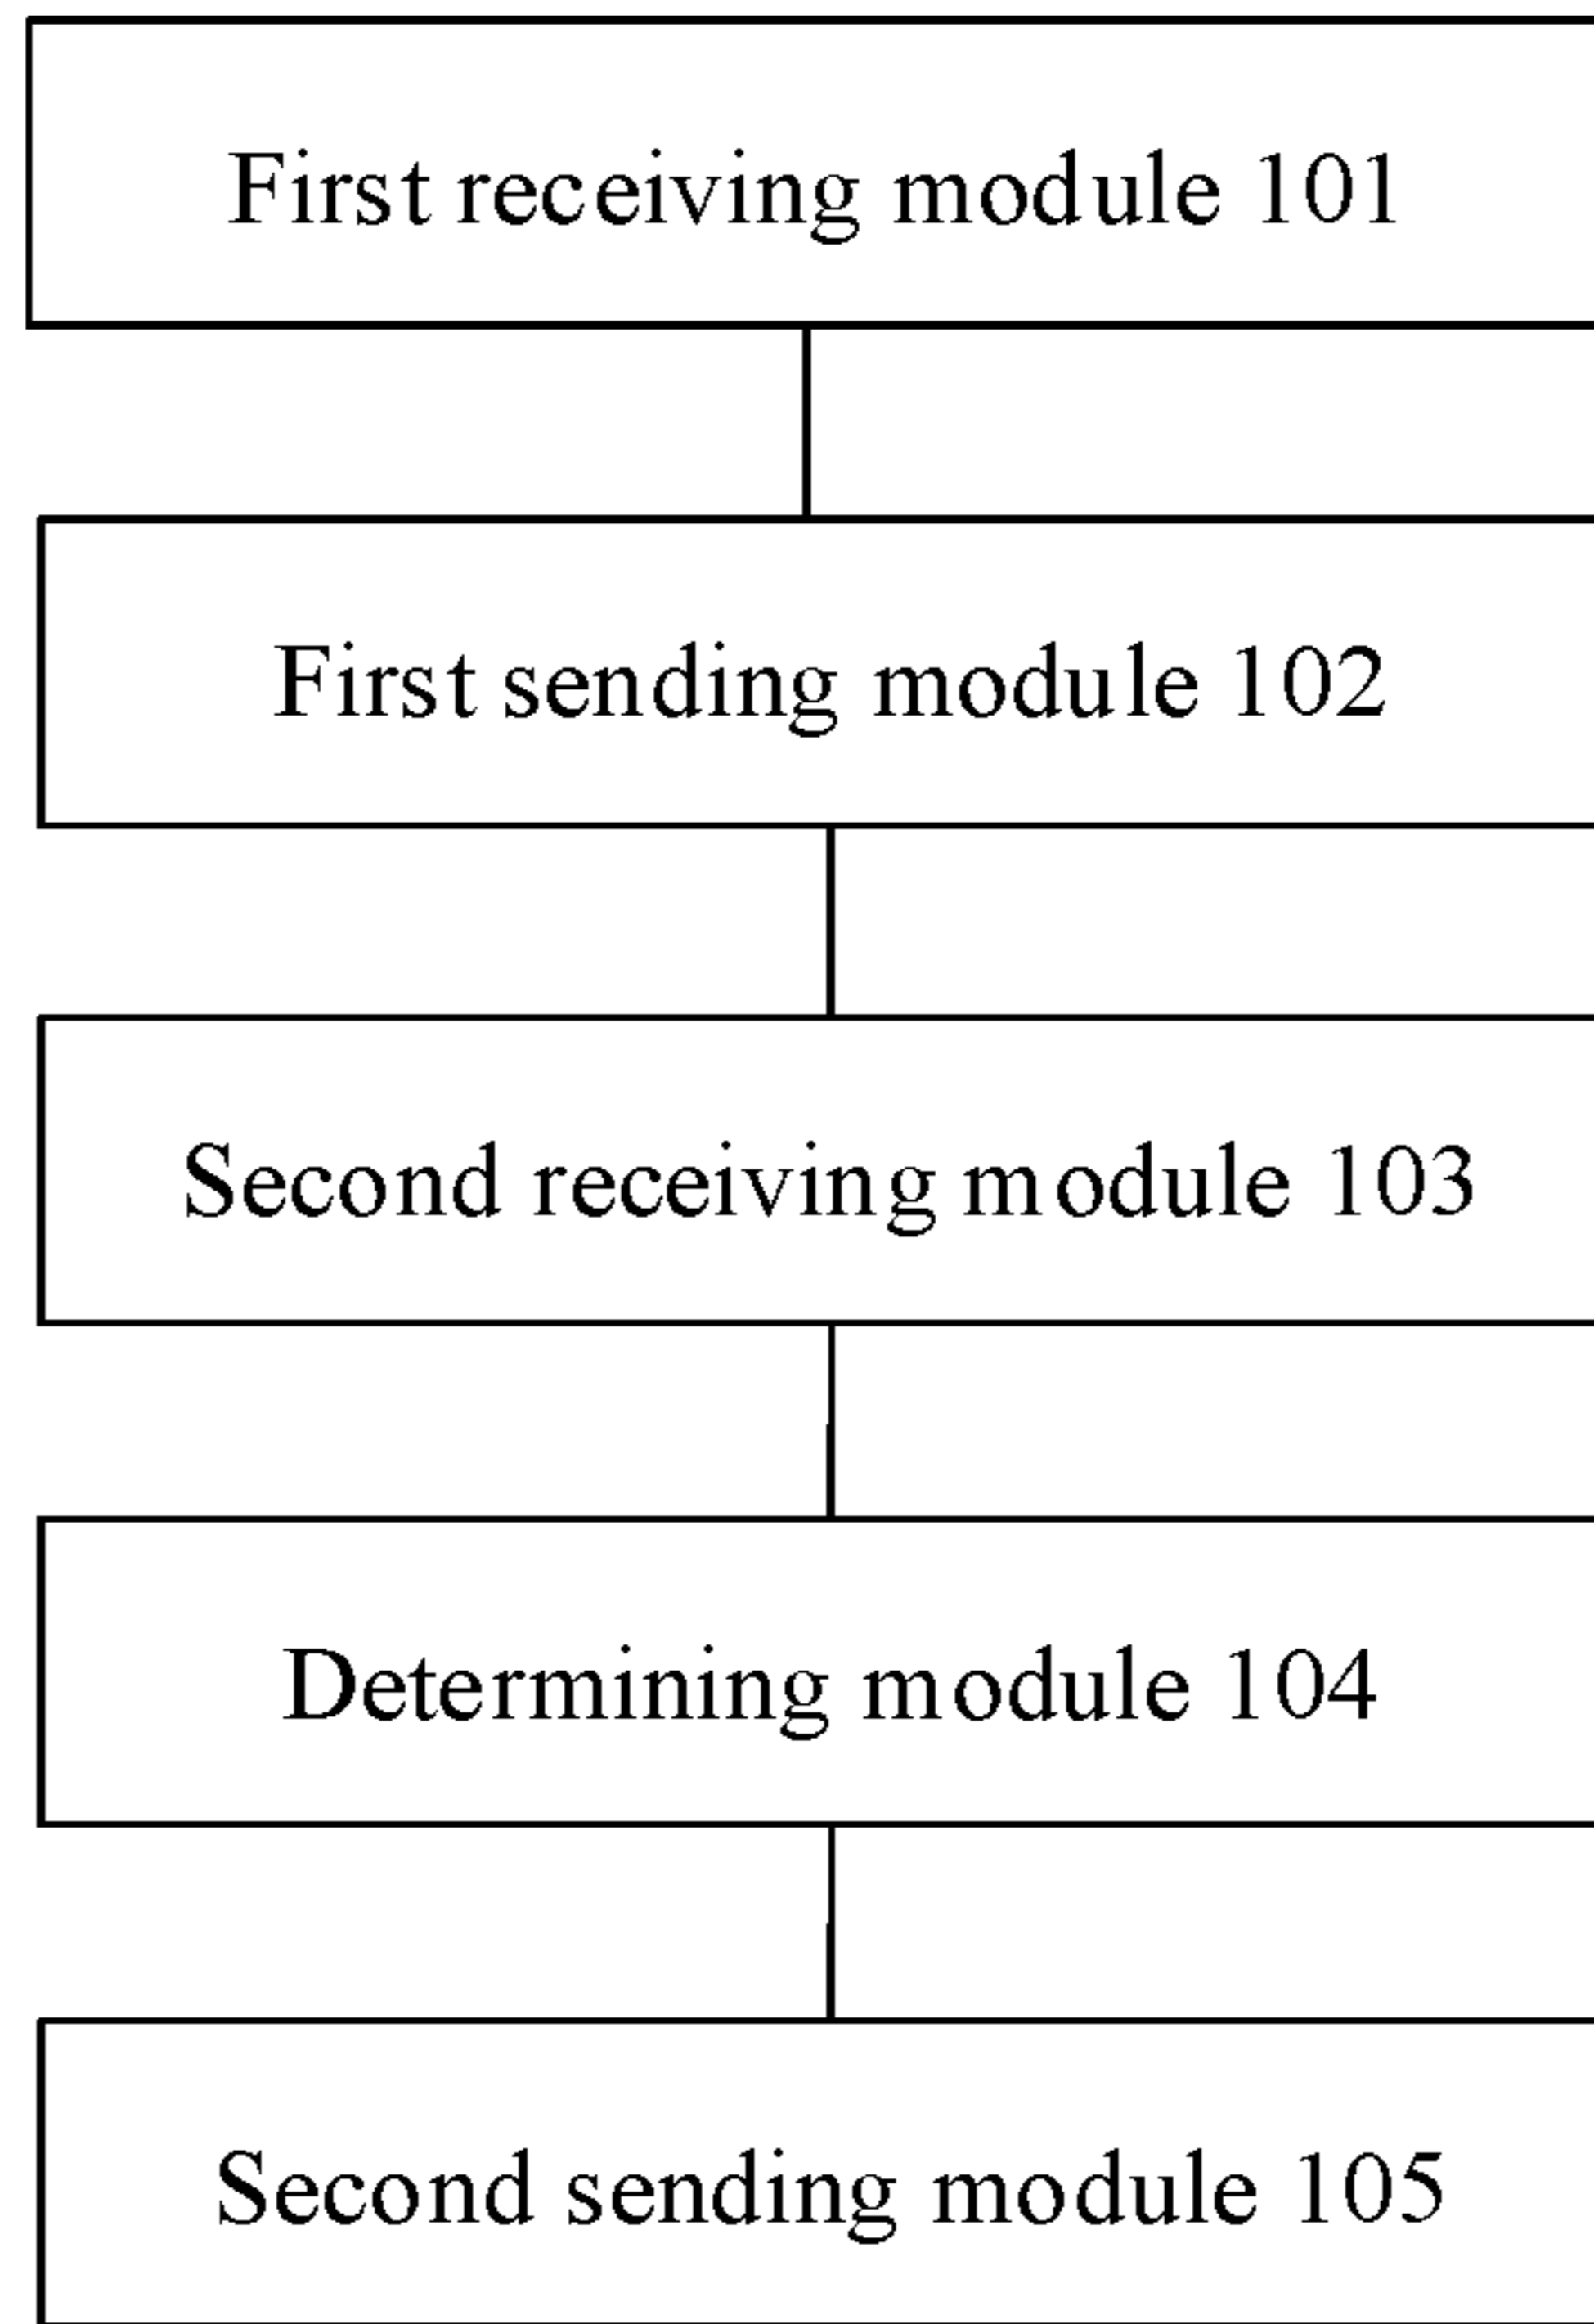 First receiving module 101
First sending module 102
Second receiving module 103
Determining module 104
Second sending module 105